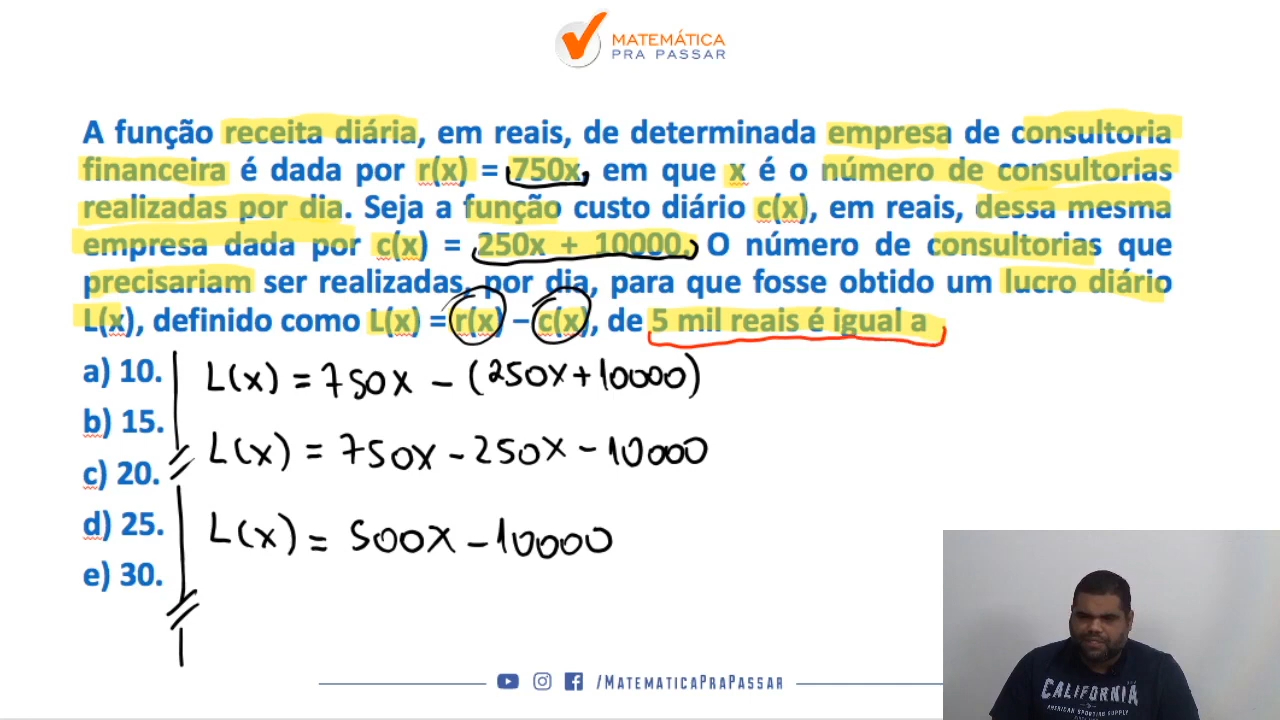 MATEMÁTICA
PRA PASSAR
A função receita diária, em reais, de determinada empresa de consultoria
financeira é dada por r(x) = 750x, em que x é o número de consultorias
realizadas por dia. Seja a função custo diário c(x), em reais, dessa mesma
empresa dada por c(x) = 250x + 10000. O número de consultorias que
precisariam ser realizadas, por dia, para que fosse obtido um lucro diário
L(x), definido como L(x) = r(x) – c(x), de 5 mil reais é igual a
a) 10.
L(x) = 750x - (250x + 10000)
b) 15.
L(x) = 750x - 250x - 10000
c) 20.
d) 25.
L(x) = 500x - 10000
e) 30.
CALIFORNIA
AMERICAN SPORTING SUPPLY
/MATEMATICAPRAPASSAR